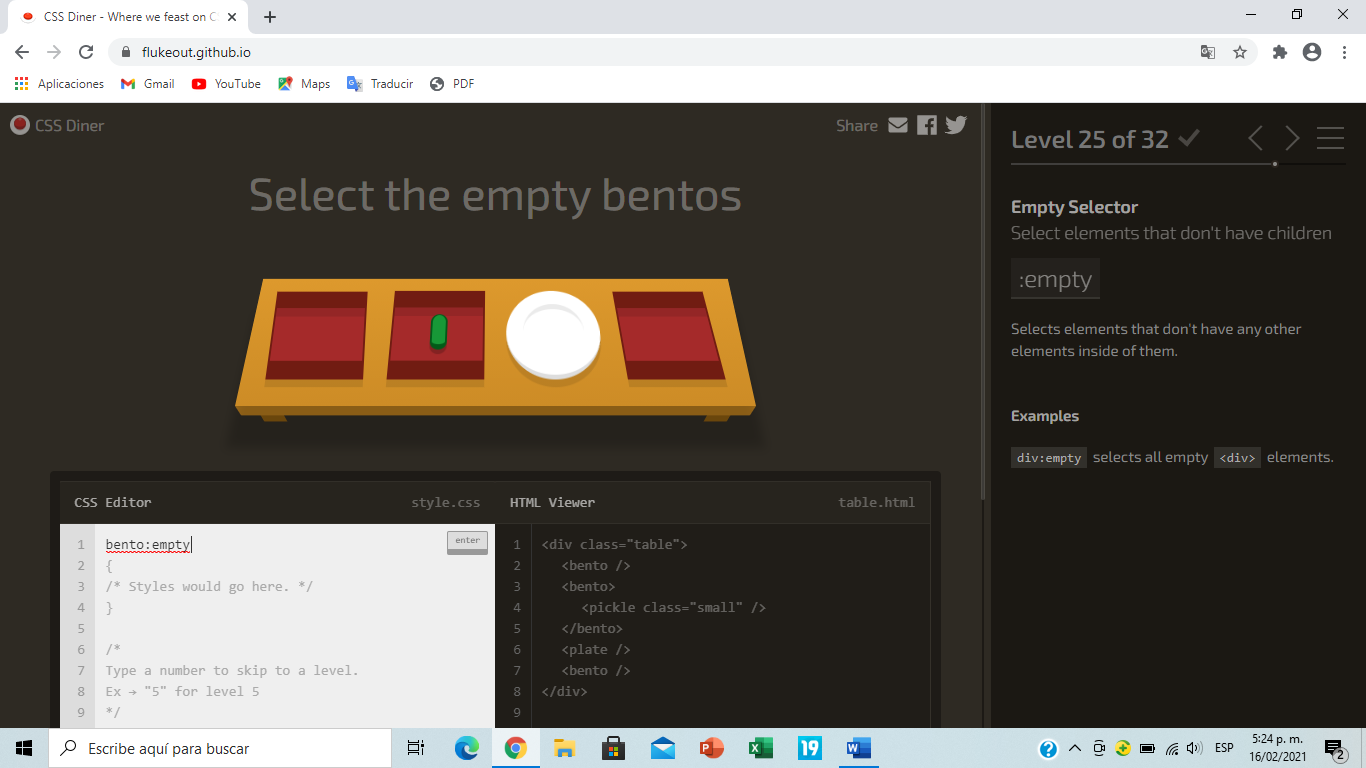 CSS Diner - Where we feast on C
flukeout.github.io
Aplicaciones Gmail YouTube Maps Traducir PDF
CSS Diner
Share
Select the empty bentos
CSS Editor style.css
enter
1 bento:empty
2 {
3 /* Styles would go here. */
4 }
5
6 /*
7 Type a number to skip to a level.
8 Ex → "5" for level 5
9 */
HTML Viewer table.html
1 <div class="table">
2 <bento />
3 <bento>
4 <pickle class="small" />
5 </bento>
6 <plate />
7 <bento />
8 </div>
9
Level 25 of 32
Empty Selector
Select elements that don't have children
:empty
Selects elements that don't have any other
elements inside of them.
Examples
div:empty selects all empty <div> elements.
Escribe aquí para buscar
19
ESP
5:24 p. m.
16/02/2021
2